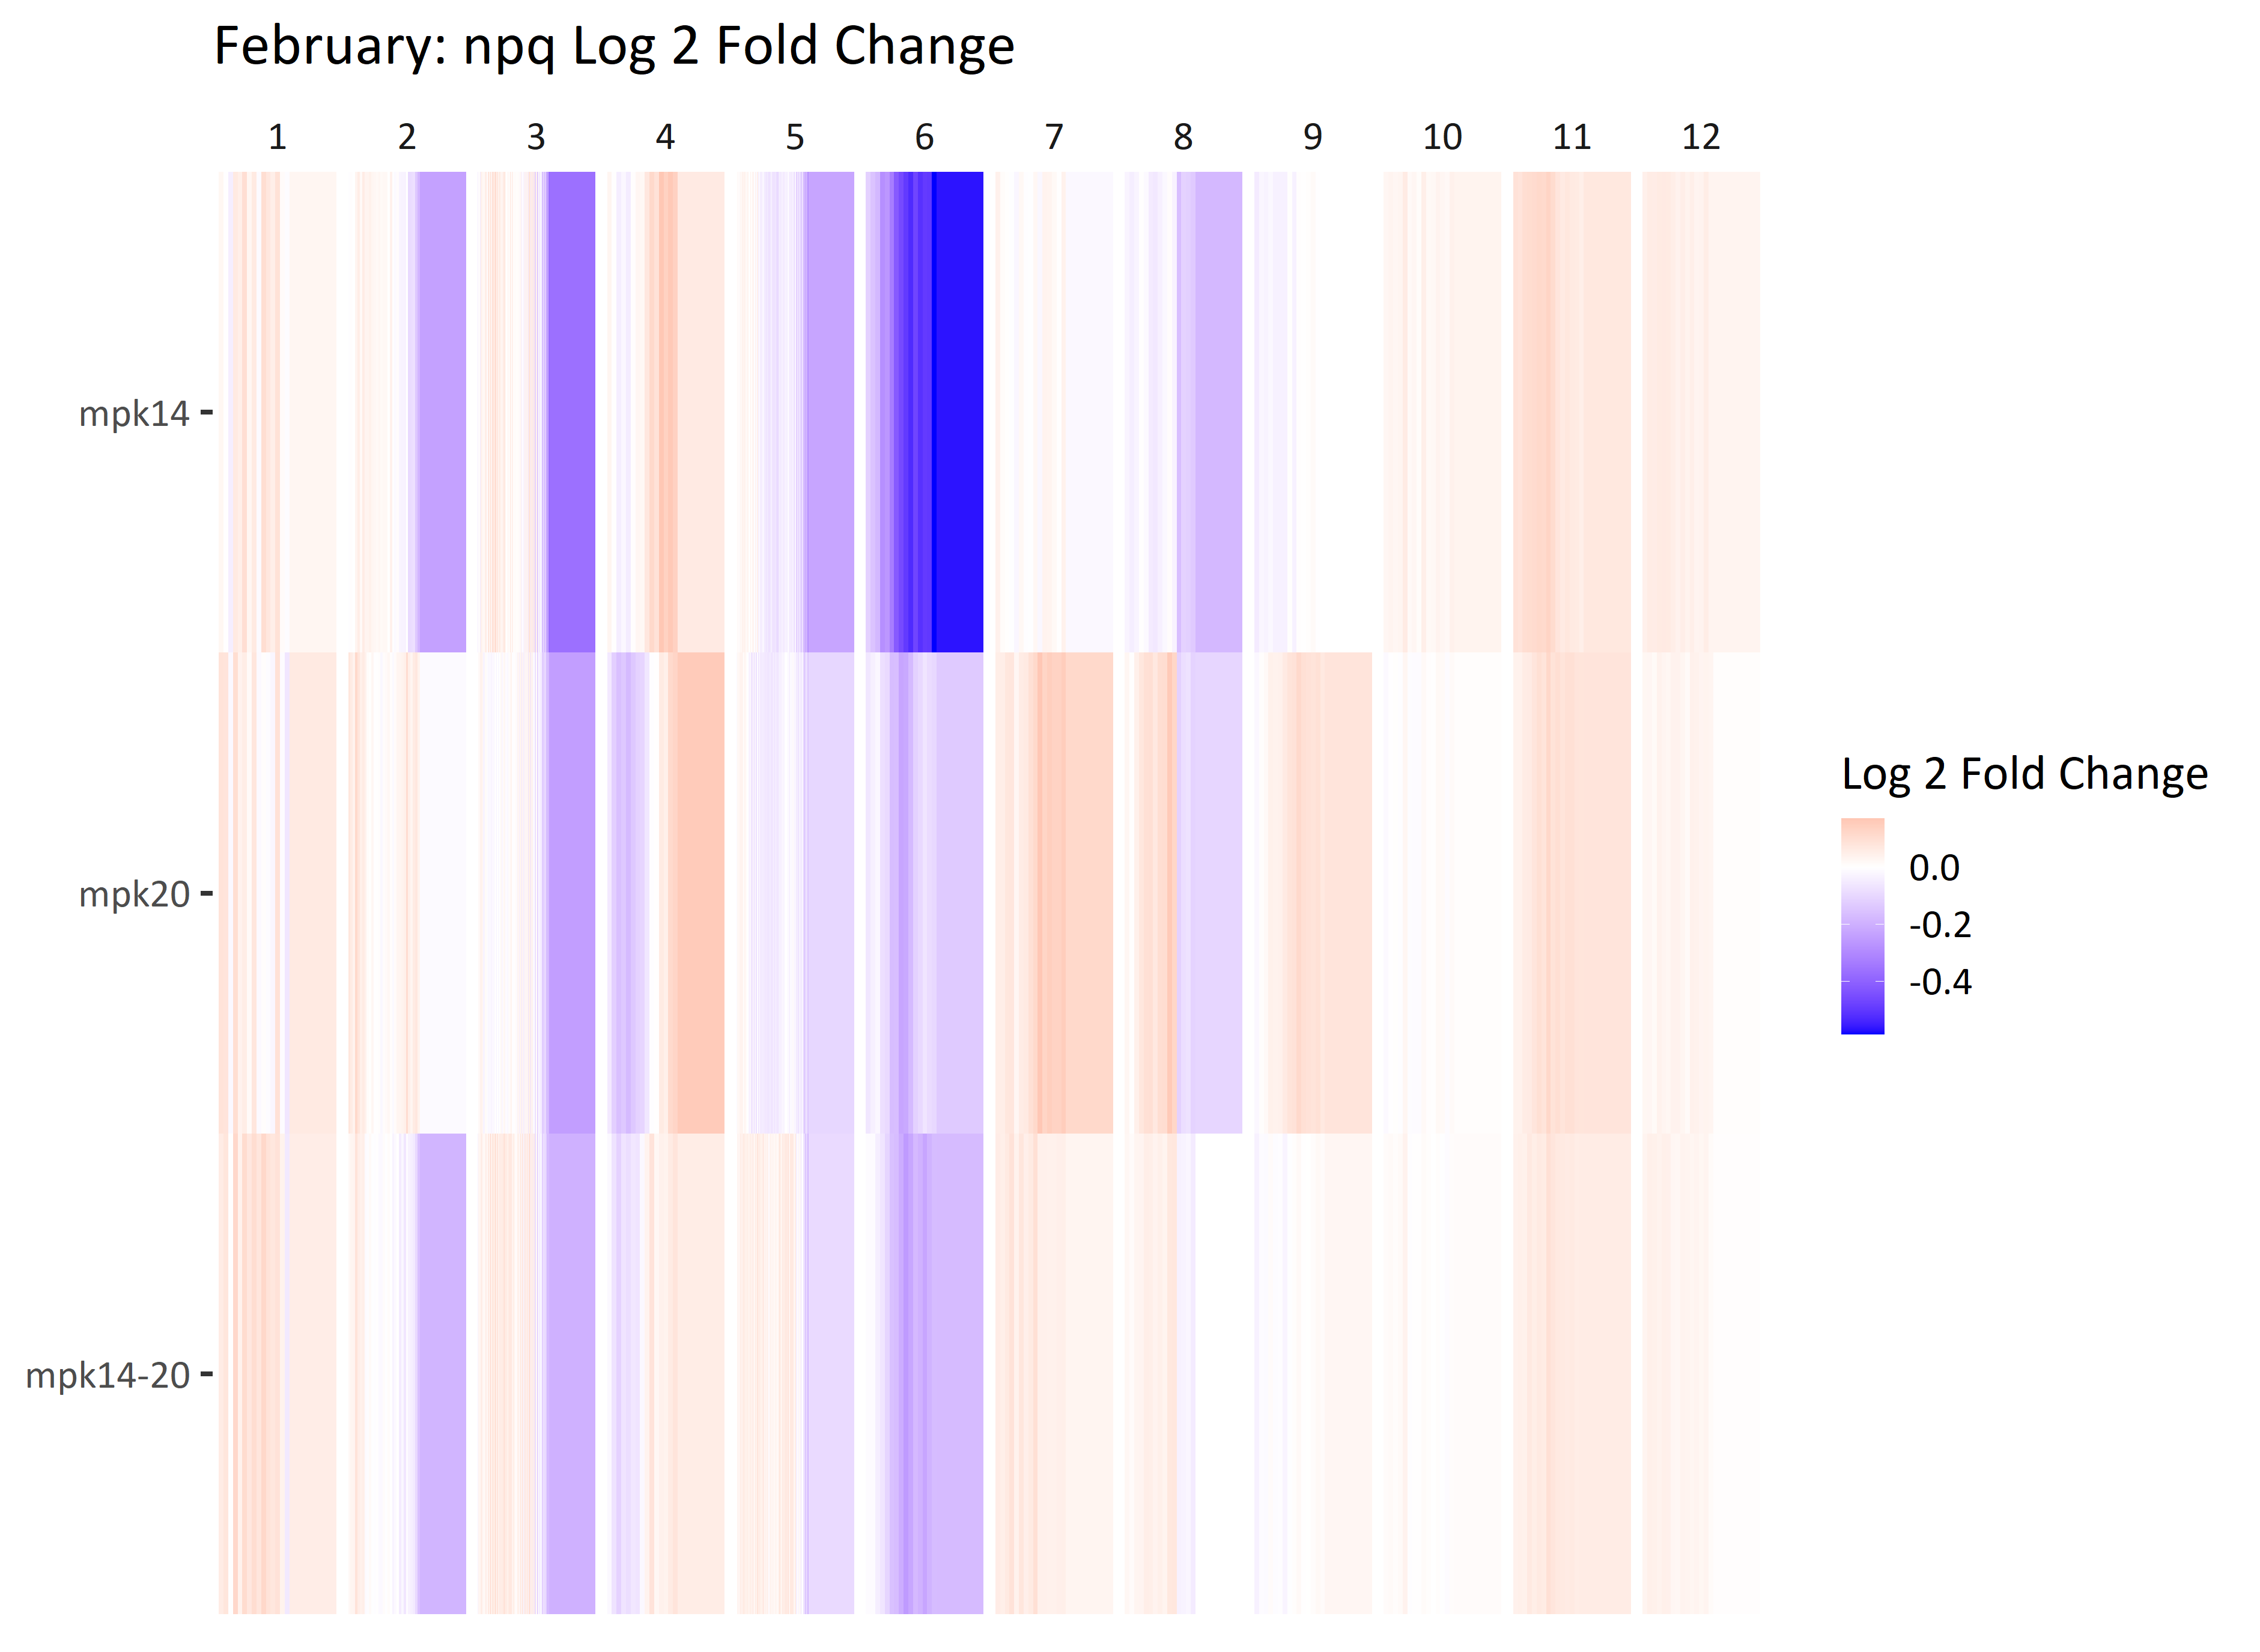 February: npq Log 2 Fold Change
1 2 3 4 5 6 7 8 9 10 11 12
mpk14
mpk20
mpk14-20
Log 2 Fold Change
0.0
-0.2
-0.4